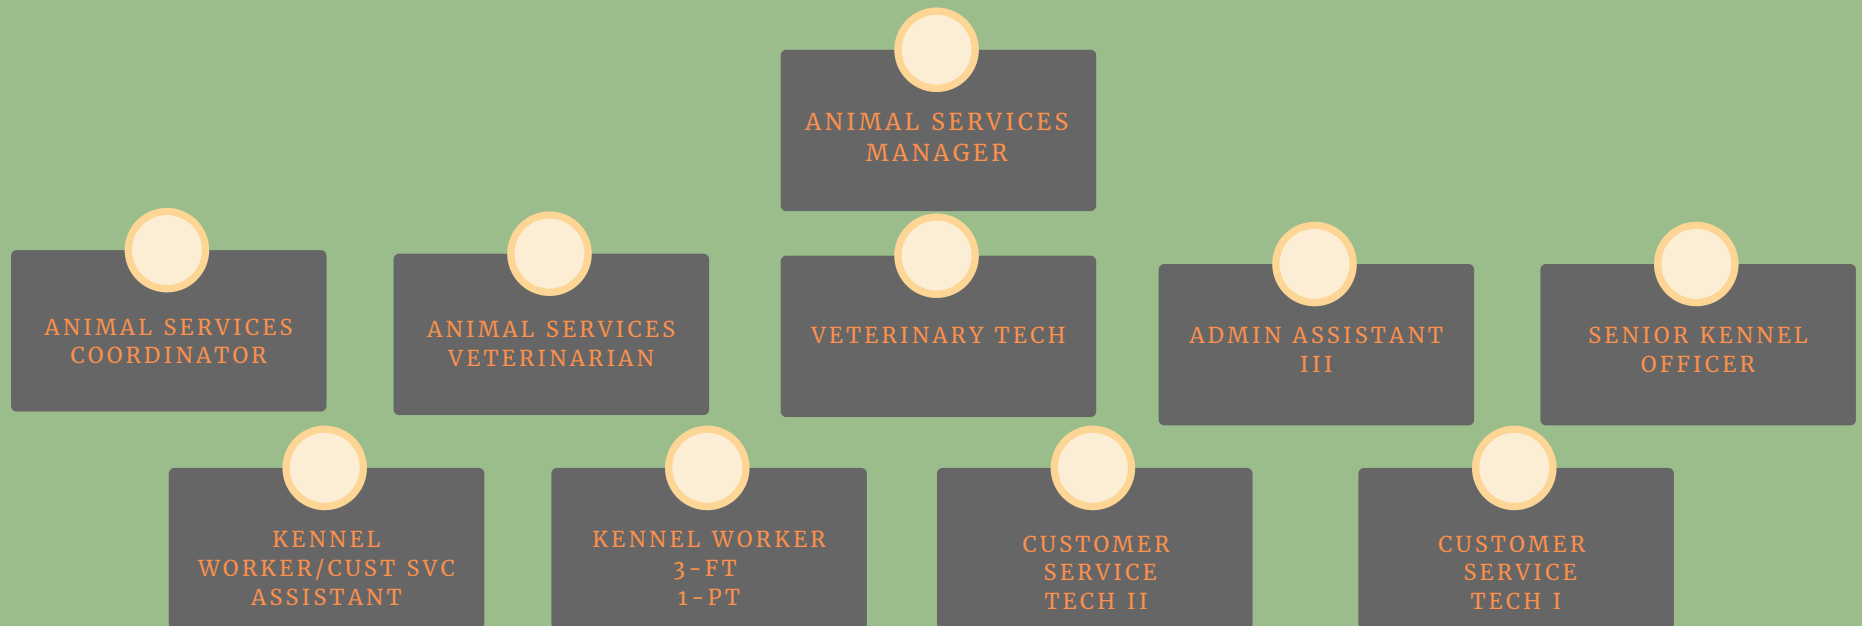 ANIMAL SERVICES
MANAGER
ANIMAL SERVICES
COORDINATOR
ANIMAL SERVICES
VETERINARIAN
VETERINARY TECH
ADMIN ASSISTANT
III
SENIOR KENNEL
OFFICER
KENNEL
WORKER/CUST SVC
ASSISTANT
KENNEL WORKER
3-FT
1-PT
CUSTOMER
SERVICE
TECH II
CUSTOMER
SERVICE
TECH I